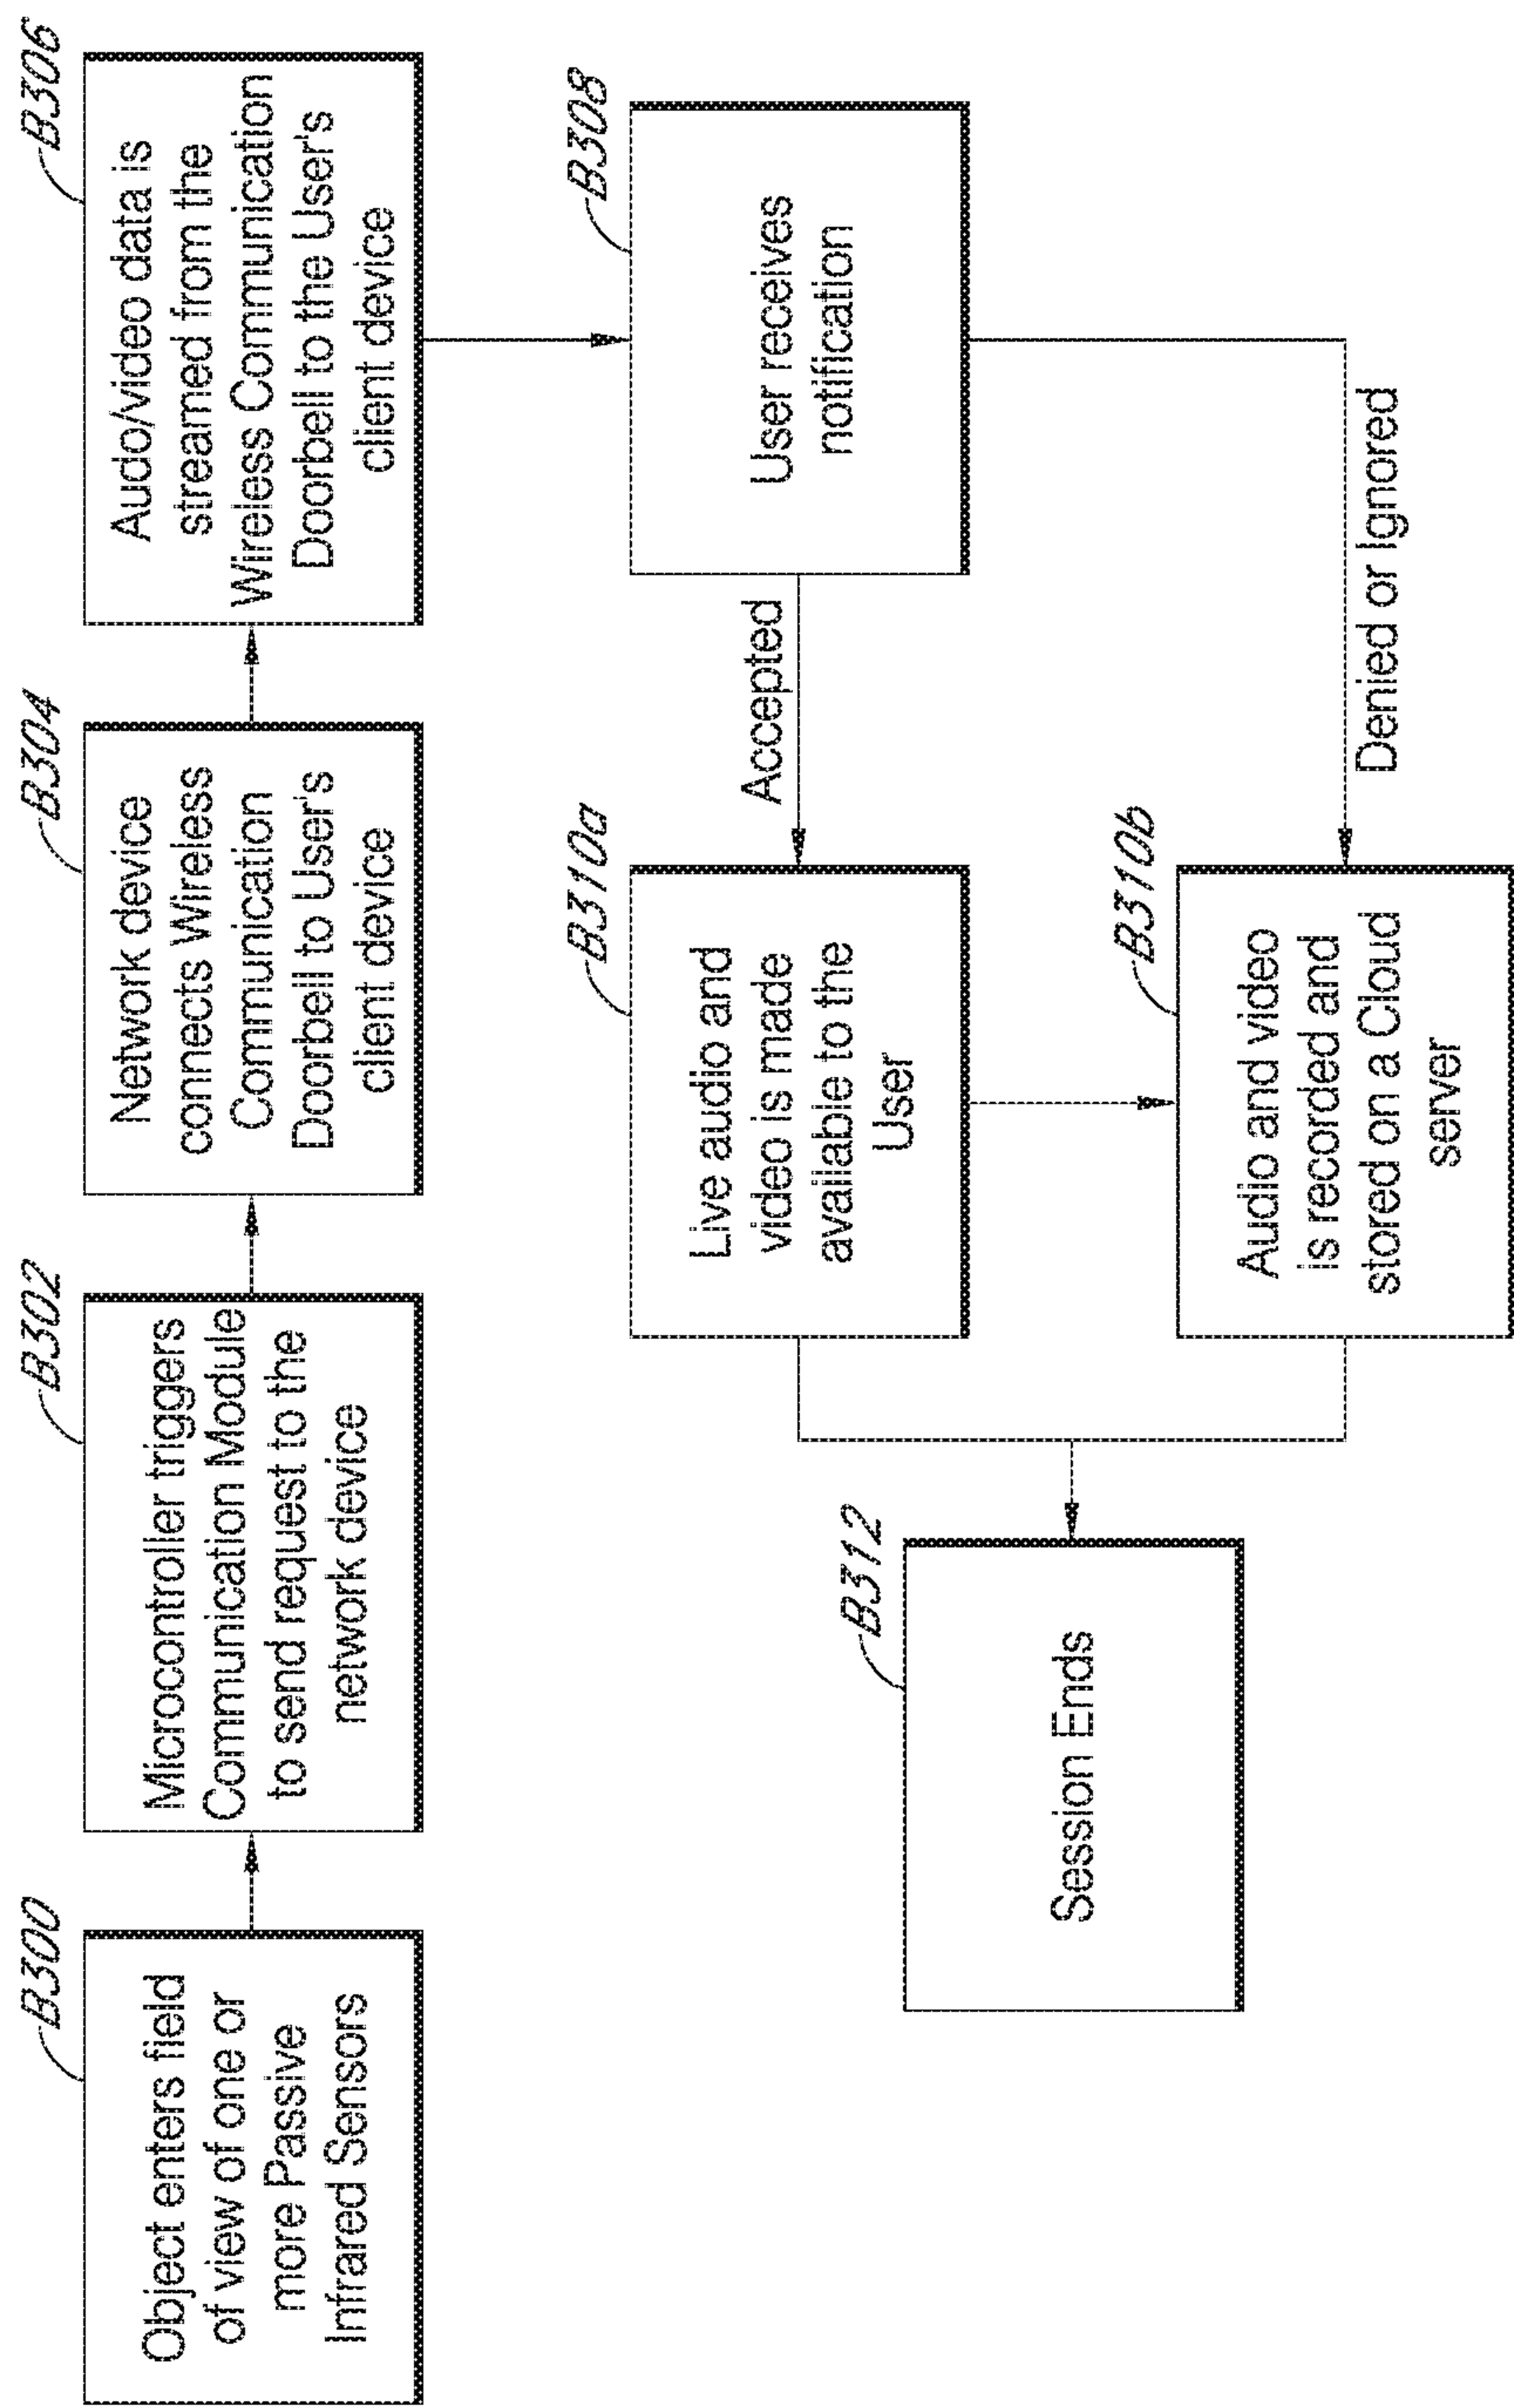 B300
Object enters field
of view of one or
more Passive
Infrared Sensors
B302
Microcontroller triggers
Communication Module
to send request to the
network device
B304
Network device
connects Wireless
Communication
Doorbell to User's
client device
B306
Audo/video data is
streamed from the
Wireless Communication
Doorbell to the User's
client device
B308
User receives
notification
Accepted
Denied or Ignored
B310a
Live audio and
video is made
available to the
User
B310b
Audio and video
is recorded and
stored on a Cloud
server
B312
Session Ends